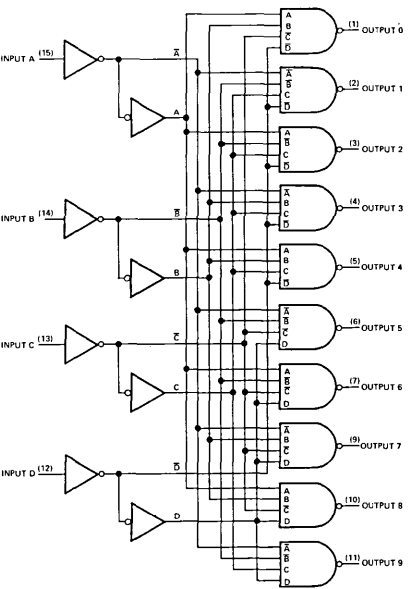 A
B
C̄
D̄
(1) OUTPUT 0
INPUT A (15)
Ā
A
Ā
B̄
C
D̄
(2) OUTPUT 1
A
B̄
C
D̄
(3) OUTPUT 2
INPUT B (14)
B̄
B
Ā
B
C
D̄
(4) OUTPUT 3
A
B
C
D̄
(5) OUTPUT 4
INPUT C (13)
C̄
C
Ā
B̄
C̄
D
(6) OUTPUT 5
A
B̄
C̄
D
(7) OUTPUT 6
INPUT D (12)
D̄
D
Ā
B
C̄
D
(9) OUTPUT 7
A
B
C̄
D
(10) OUTPUT 8
Ā
B̄
C
D
(11) OUTPUT 9